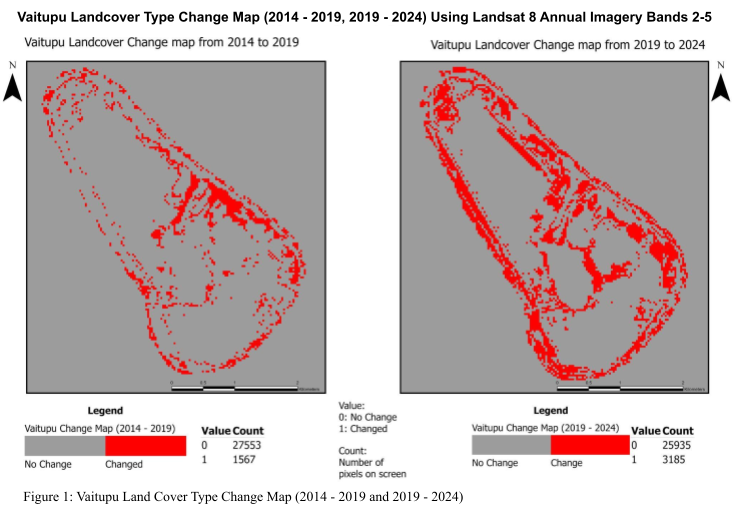 Vaitupu Landcover Type Change Map (2014 - 2019, 2019 - 2024) Using Landsat 8 Annual Imagery Bands 2-5
Vaitupu Landcover Change map from 2014 to 2019
Vaitupu Landcover Change map from 2019 to 2024
N
N
0 0.5 1 2
Kilometers
0 0.5 1 2
Kilometers
Legend
Vaitupu Change Map (2014 - 2019)
No Change Changed
Value Count
0 27553
1 1567
Value:
0: No Change
1: Changed
Count:
Number of
pixels on screen
Legend
Vaitupu Change Map (2019 - 2024)
No Change Change
Value Count
0 25935
1 3185
Figure 1: Vaitupu Land Cover Type Change Map (2014 - 2019 and 2019 - 2024)